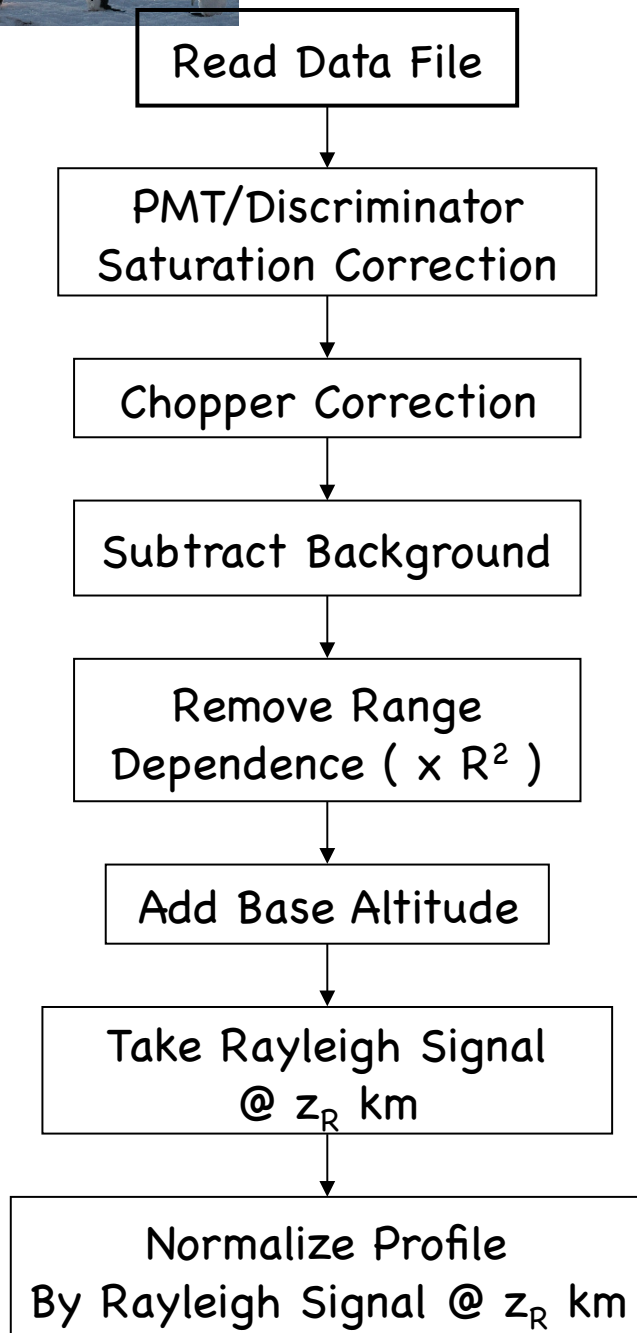 Read Data File
PMT/Discriminator
Saturation Correction
Chopper Correction
Subtract Background
Remove Range
Dependence ( x R² )
Add Base Altitude
Take Rayleigh Signal
@ z_R km
Normalize Profile
By Rayleigh Signal @ z_R km